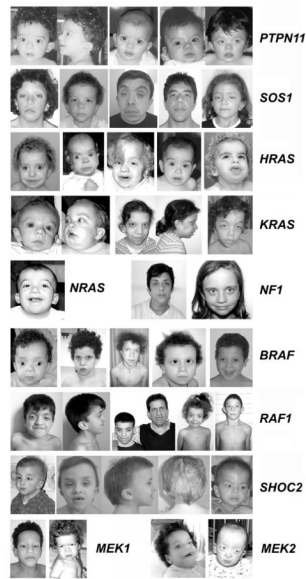 PTPN11
SOS1
HRAS
KRAS
NRAS
NF1
BRAF
RAF1
SHOC2
MEK1
MEK2